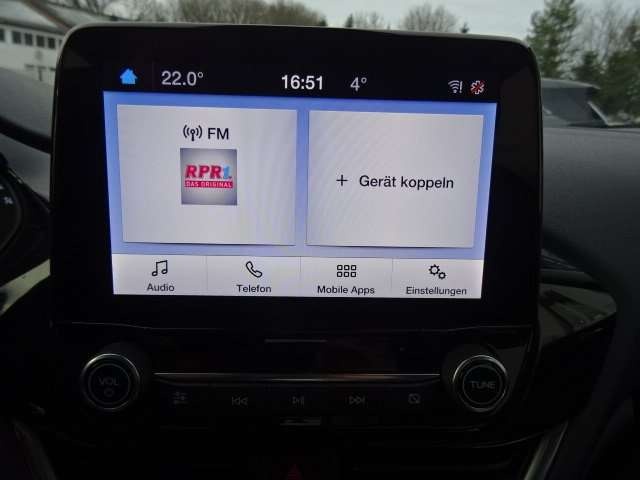 22.0° 16:51 4°
FM
RPR1.
DAS ORIGINAL
+ Gerät koppeln
Audio Telefon Mobile Apps Einstellungen
VOL TUNE